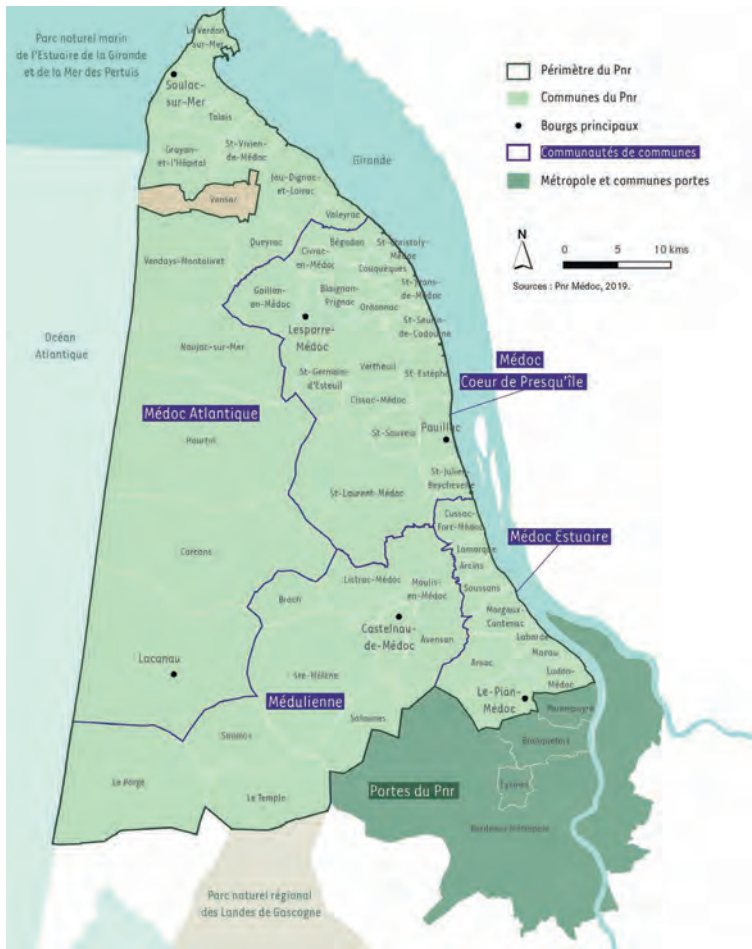 Parc naturel marin
de l'Estuaire de la Gironde
et de la Mer des Pertuis
Le Verdon-
sur-Mer
Soulac-
sur-Mer
Talais
Grayan-
et-l'Hôpital
St-Vivien-
de-Médoc
Jau-Dignac-
et-Loirac
Vensac
Valeyrac
Gironde
Périmètre du Pnr
Communes du Pnr
Bourgs principaux
Communautés de communes
Métropole et communes portes
N
0 5 10 kms
Sources : Pnr Médoc, 2019.
Vendays-Montalivet
Queyrac
Civrac-
en-Médoc
Bégadan
St-Christoly-
Médoc
Couquèques
Gaillan-
en-Médoc
Blaignan-
Prignac
Ordonnac
St-Yzans-
de-Médoc
St-Seurin-
de-Cadourne
Lesparre-
Médoc
Océan
Atlantique
Naujac-sur-Mer
St-Germain-
d'Esteuil
Vertheuil
St-Estèphe
Médoc
Coeur de Presqu'île
Cissac-Médoc
Médoc Atlantique
St-Sauveur
Pauillac
Hourtin
St-Laurent-Médoc
St-Julien-
Beychevelle
Cussac-
Fort-Médoc
Médoc Estuaire
Lamarque
Arcins
Carcans
Listrac-Médoc
Moulis-
en-Médoc
Soussans
Brach
Margaux-
Cantenac
Castelnau-
de-Médoc
Avensan
Labarde
Macau
Arsac
Ludon-
Médoc
Lacanau
Ste-Hélène
Médulienne
Le-Pian-
Médoc
Salaunes
Parempuyre
Saumos
Blanquefort
Le Porge
Le Temple
Portes du Pnr
Eysines
Bordeaux Métropole
Parc naturel régional
des Landes de Gascogne